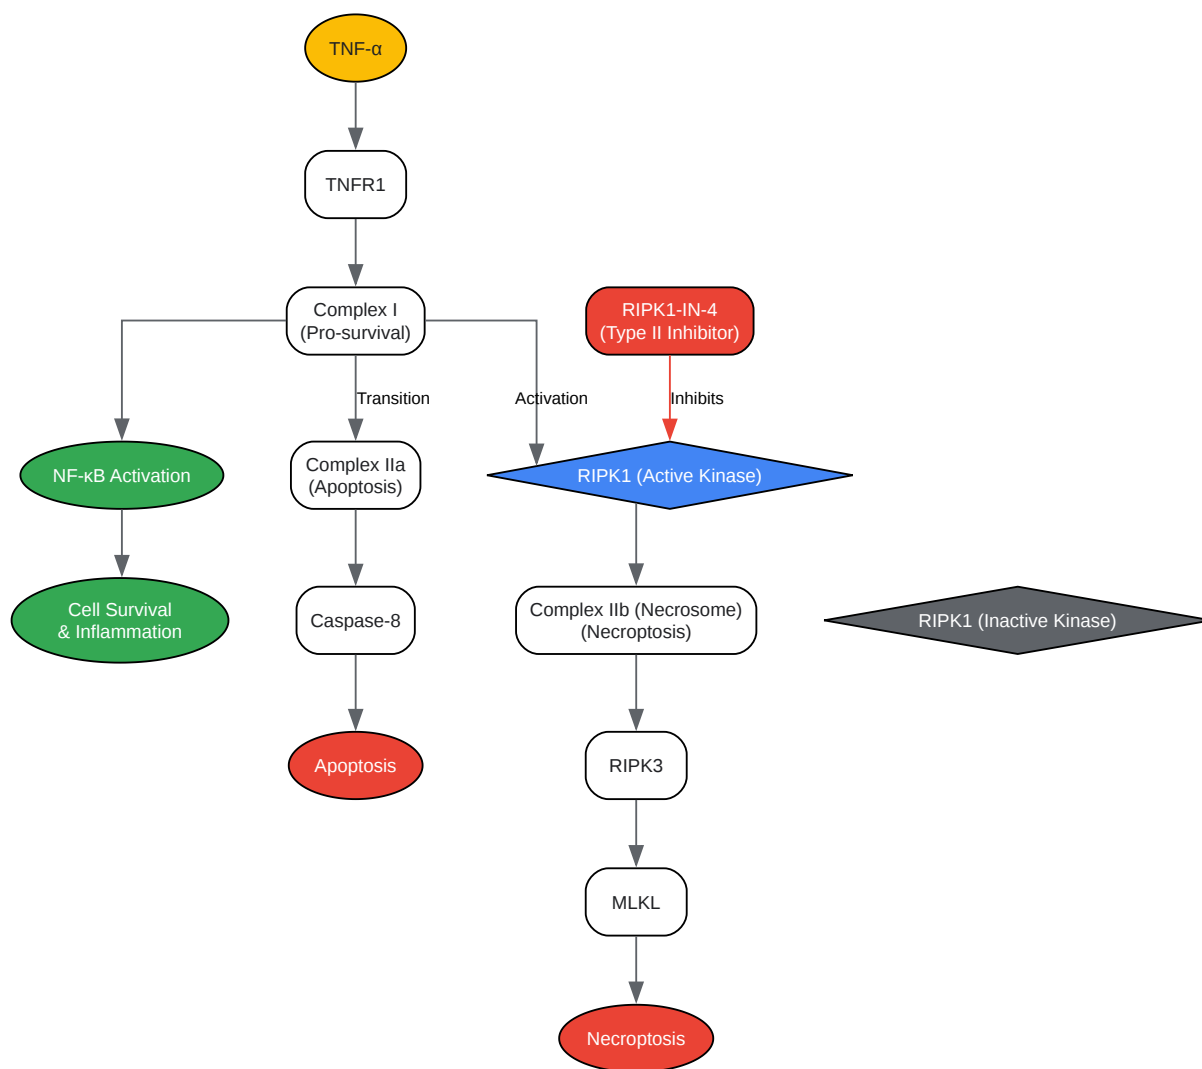 TNF-α
TNFR1
Complex I
(Pro-survival)
RIPK1-IN-4
(Type II Inhibitor)
Transition
Activation
Inhibits
NF-κB Activation
Complex IIa
(Apoptosis)
RIPK1 (Active Kinase)
Cell Survival
& Inflammation
Caspase-8
Complex IIb (Necrosome)
(Necroptosis)
RIPK1 (Inactive Kinase)
Apoptosis
RIPK3
MLKL
Necroptosis